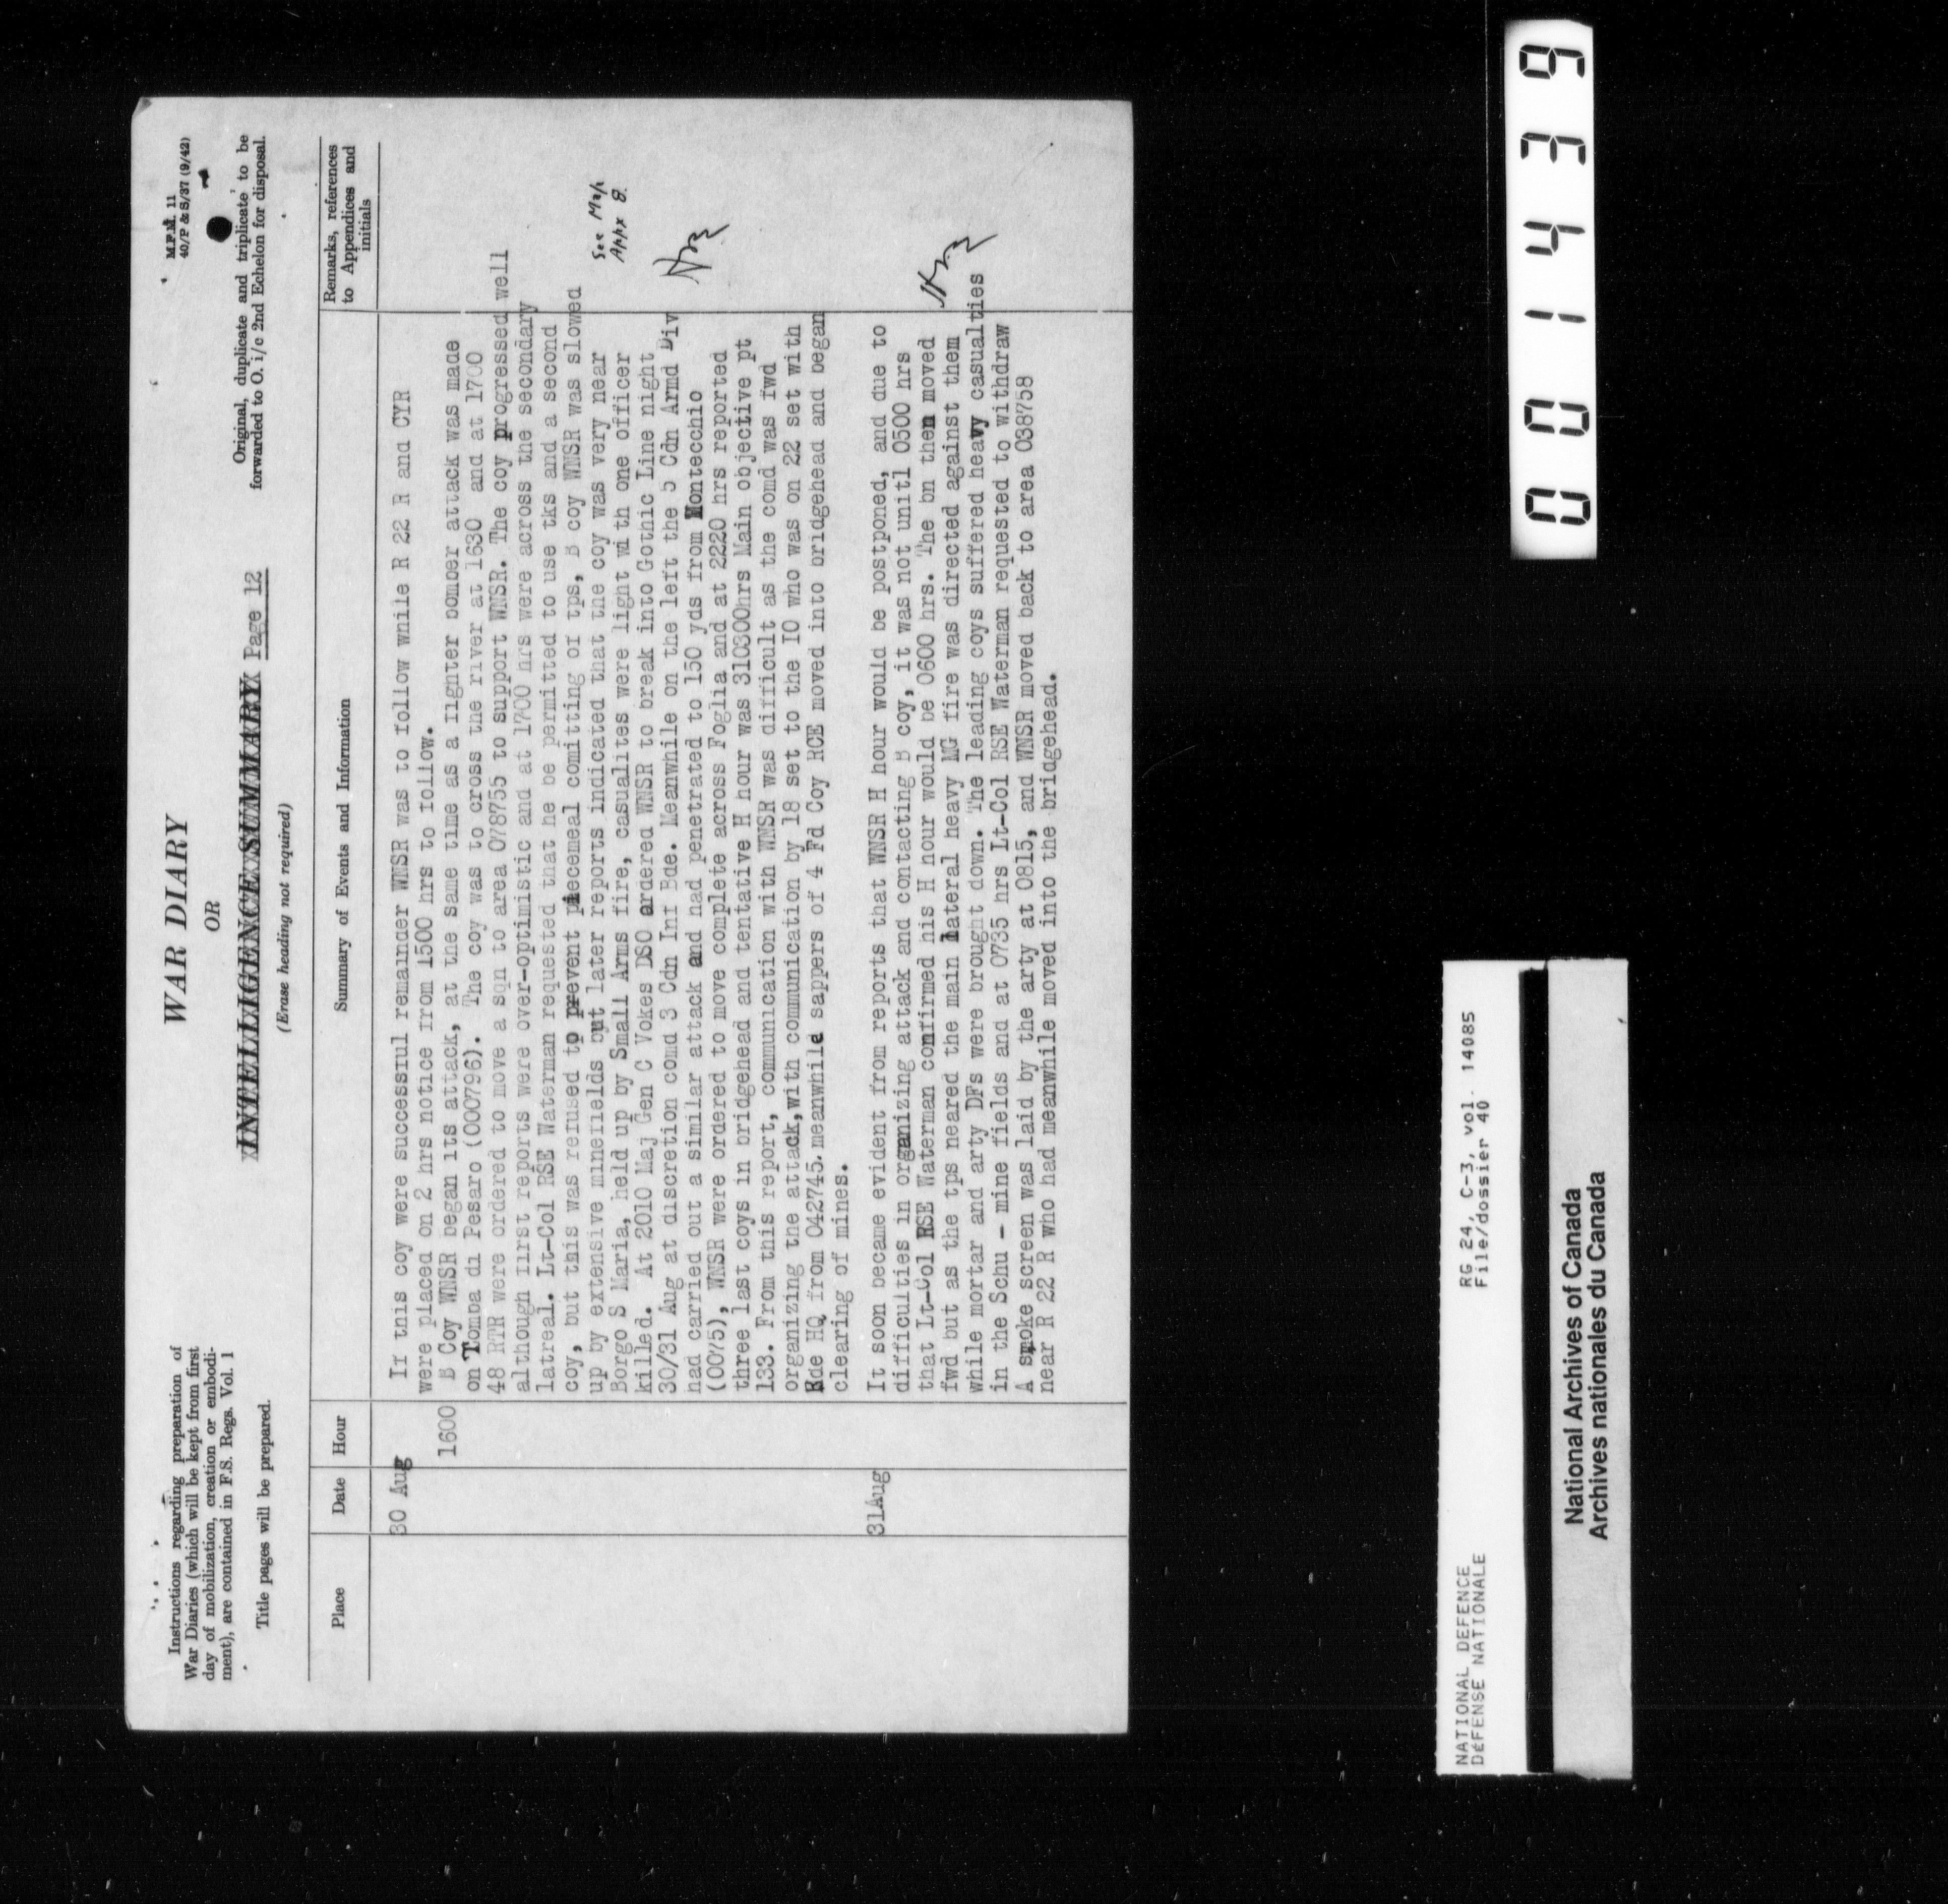 Instructions regarding preparation of
War Diaries (which will be kept from first
day of mobilization, creation or embodi-
ment), are contained in F.S. Regs. Vol. 1
Title pages will be prepared.
WAR DIARY
OR
INTELLIGENCE SUMMARY Page 12
(Erase heading not required)
M.F.M. 11
40/P & S/37 (9/42)
Original, duplicate and triplicate to be
forwarded to O. i/c 2nd Echelon for disposal.
Place Date Hour Summary of Events and Information Remarks, references
to Appendices and
initials
30 Aug If this coy were successful remainder WNSR was to follow while R 22 R and CYR
were placed on 2 hrs notice from 1500 hrs to follow.
1600 B Coy WNSR began its attack, at the same time as a fighter bomber attack was made
on Tomba di Pesaro (000796). The coy was to cross the river at 1630 and at 1700
48 RTR were ordered to move a sqn to area 078755 to support WNSR. The coy progressed well
although first reports were over-optimistic and at 1700 hrs were across the secondary
latreal. Lt-Col RSE Waterman requested that he be permitted to use tks and a second
coy, but this was refused to prevent piecemeal comitting of tps, B coy WNSR was slowed
up by extensive minefields but later reports indicated that the coy was very near
Borgo S Maria, held up by Small Arms fire, casualites were light with one officer
killed. At 2010 Maj Gen C Vokes DSO ordered WNSR to break into Gothic Line night
30/31 Aug at discretion comd 3 Cdn Inf Bde. Meanwhile on the left the 5 Cdn Armd Div
had carried out a similar attack and had penetrated to 150 yds from Montecchio
(0075), WNSR were ordered to move complete across Foglia and at 2220 hrs reported
three last coys in bridgehead and tentative H hour was 310300hrs Main objective pt
133. From this report, communication with WNSR was difficult as the comd was fwd
organizing the attack, with communication by 18 set to the IO who was on 22 set with
Bde HQ from 042745. meanwhile sappers of 4 Fd Coy RCE moved into bridgehead and began
clearing of mines.
See Map
Appx 8.
31Aug It soon became evident from reports that WNSR H hour would be postponed, and due to
difficulties in organizing attack and contacting B coy, it was not unitl 0500 hrs
that Lt-Col RSE Waterman confirmed his H hour would be 0600 hrs. The bn then moved
fwd but as the tps neared the main lateral heavy MG fire was directed against them
while mortar and arty DFs were brought down. The leading coys suffered heavy casualties
in the Schu - mine fields and at 0735 hrs Lt-Col RSE Waterman requested to withdraw
A smoke screen was laid by the arty at 0815, and WNSR moved back to area 038758
near R 22 R who had meanwhile moved into the bridgehead.
001439
NATIONAL DEFENCE
DÉFENSE NATIONALE
RG 24, C-3, vol. 14085
File/dossier 40
National Archives of Canada
Archives nationales du Canada